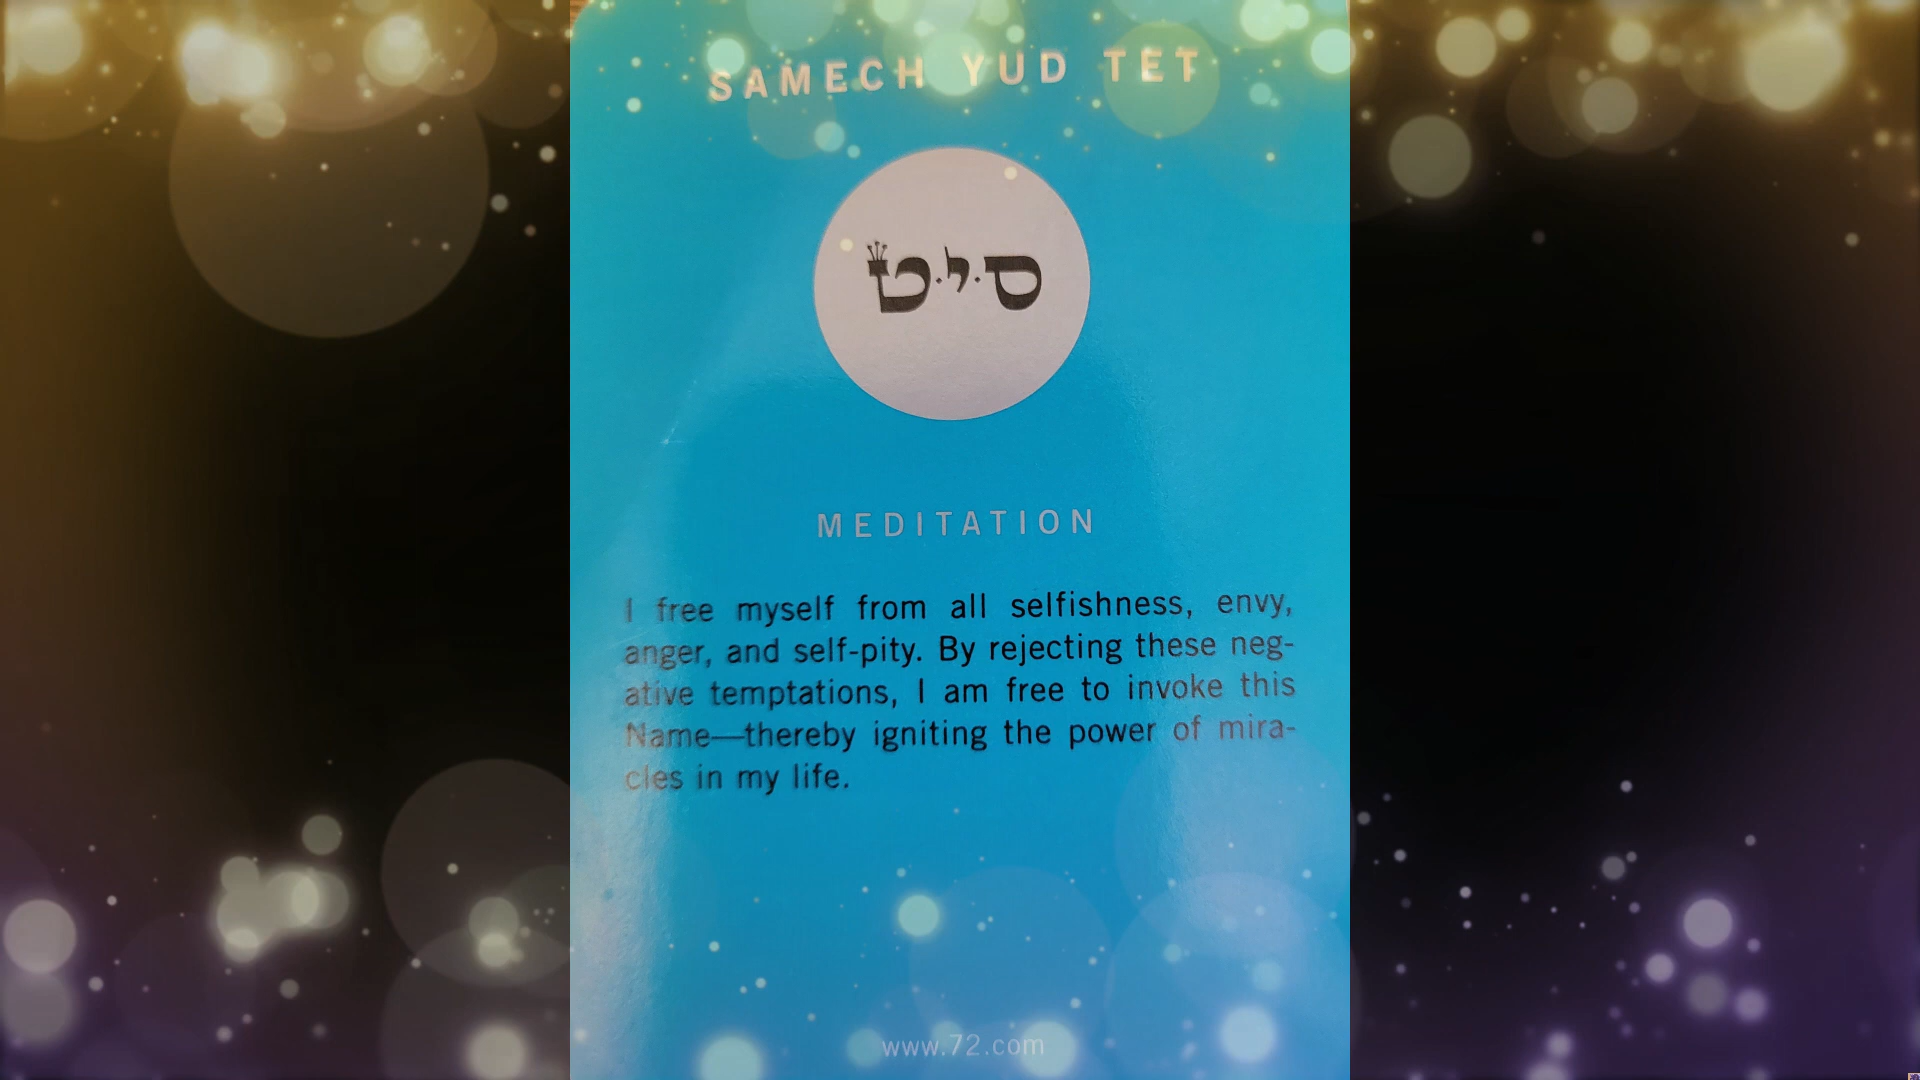 SAMECH YUD TET
ס.י.ט
MEDITATION
I free myself from all selfishness, envy,
anger, and self-pity. By rejecting these neg-
ative temptations, I am free to invoke this
Name—thereby igniting the power of mira-
cles in my life.
www.72.com